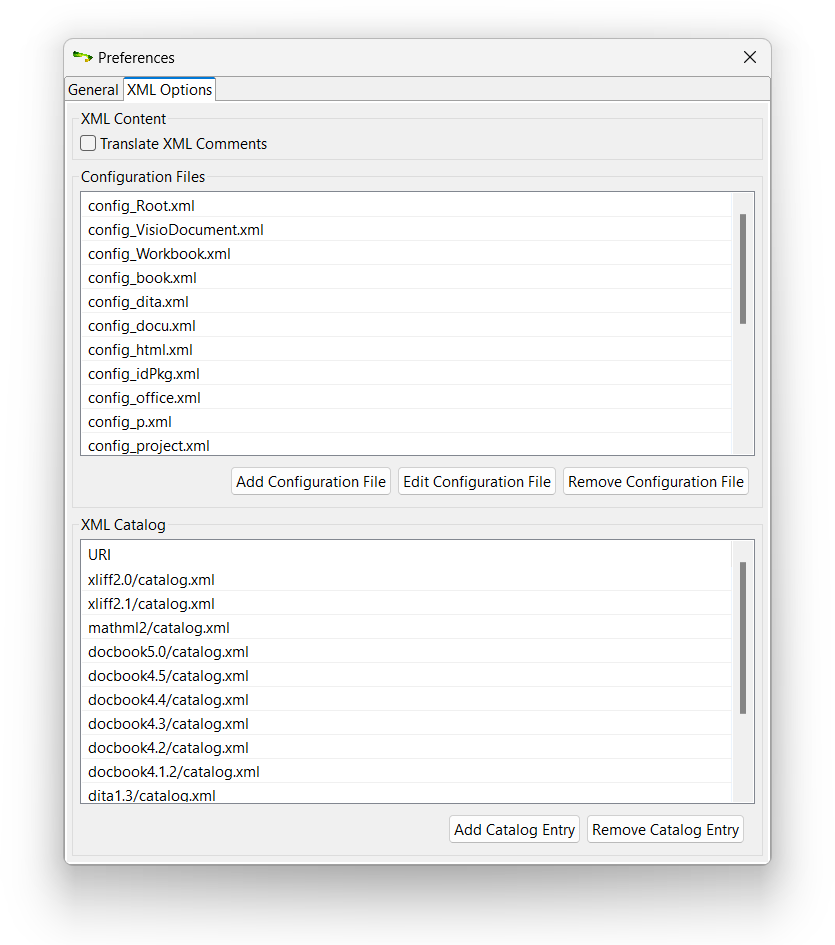 Preferences
General XML Options
XML Content
Translate XML Comments
Configuration Files
config_Root.xml
config_VisioDocument.xml
config_Workbook.xml
config_book.xml
config_dita.xml
config_docu.xml
config_html.xml
config_idPkg.xml
config_office.xml
config_p.xml
config_project.xml
Add Configuration File Edit Configuration File Remove Configuration File
XML Catalog
URI
xliff2.0/catalog.xml
xliff2.1/catalog.xml
mathml2/catalog.xml
docbook5.0/catalog.xml
docbook4.5/catalog.xml
docbook4.4/catalog.xml
docbook4.3/catalog.xml
docbook4.2/catalog.xml
docbook4.1.2/catalog.xml
dita1.3/catalog.xml
Add Catalog Entry Remove Catalog Entry